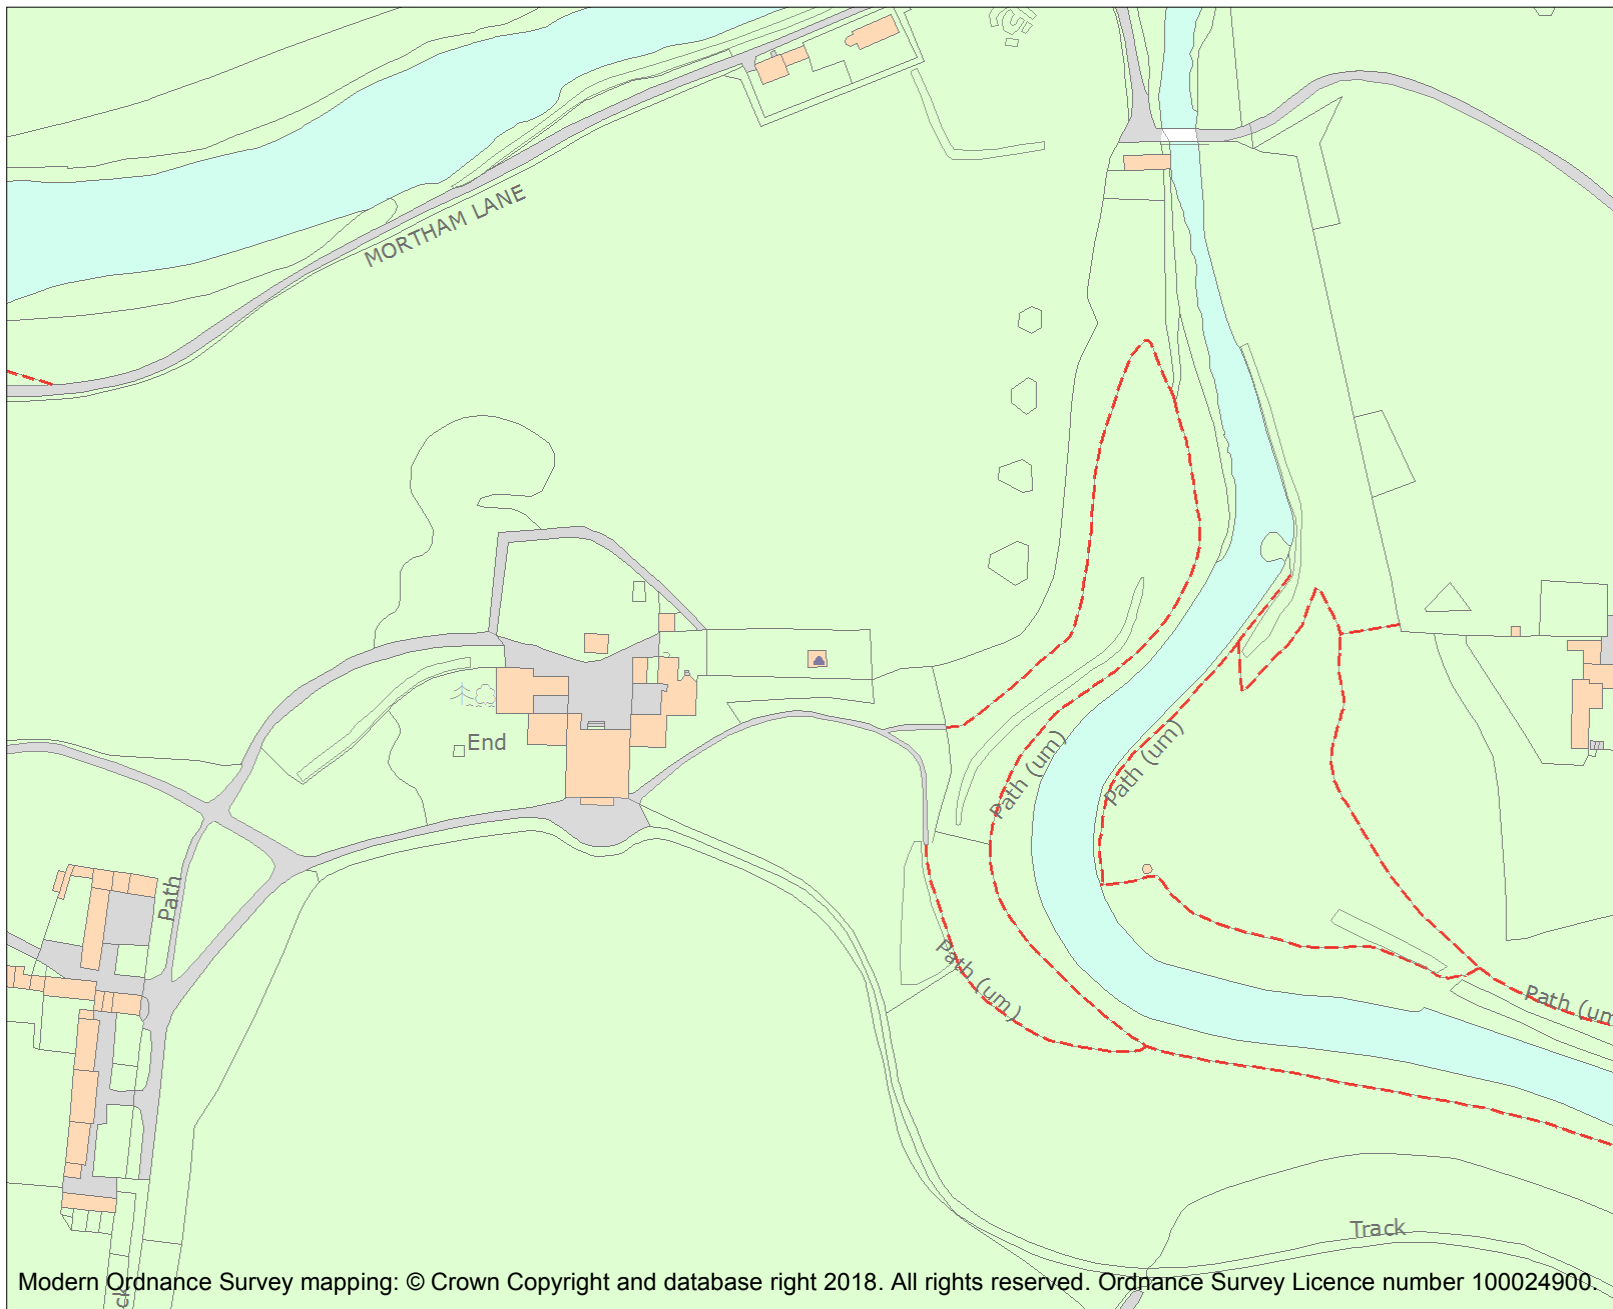 MORTHAM LANE
End
Path (um)
Path (um)
Path
Path (um)
Path (um
Track
ck
Modern Ordnance Survey mapping: © Crown Copyright and database right 2018. All rights reserved. Ordnance Survey Licence number 100024900.